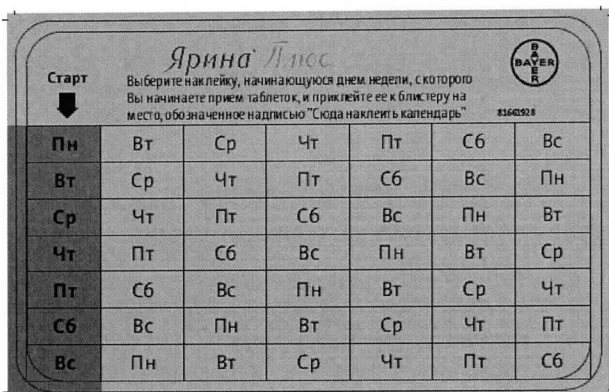 Ярина Плюс
BAYER
BAYER
Старт
Выберите наклейку, начинающуюся днем недели, с которого
Вы начинаете прием таблеток, и приклейте ее к блистеру на
место, обозначенное надписью "Сюда наклеить календарь"
81661928
Пн Вт Ср Чт Пт Сб Вс
Вт Ср Чт Пт Сб Вс Пн
Ср Чт Пт Сб Вс Пн Вт
Чт Пт Сб Вс Пн Вт Ср
Пт Сб Вс Пн Вт Ср Чт
Сб Вс Пн Вт Ср Чт Пт
Вс Пн Вт Ср Чт Пт Сб